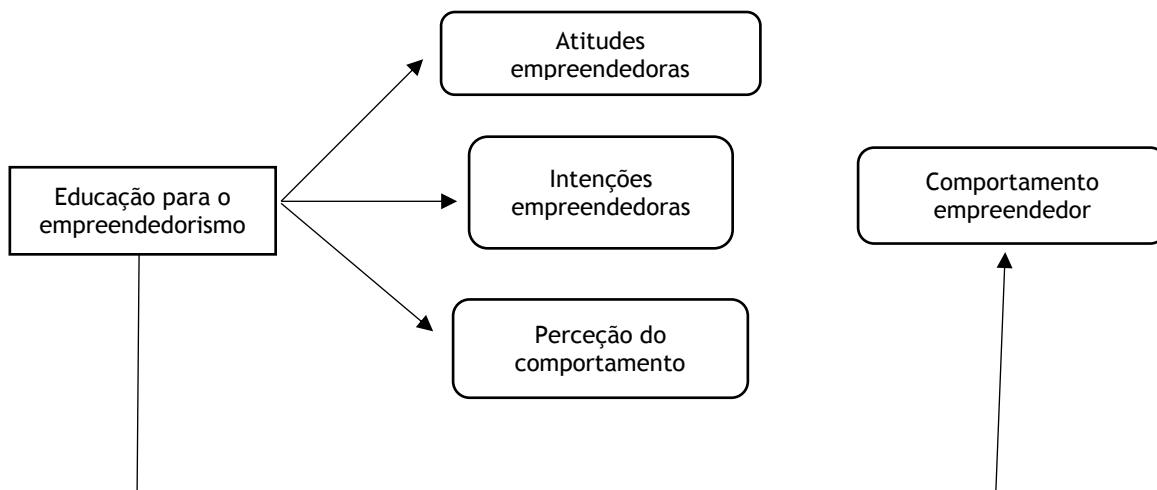 Atitudes
empreendedoras
Educação para o
empreendedorismo
Intenções
empreendedoras
Comportamento
empreendedor
Perceção do
comportamento